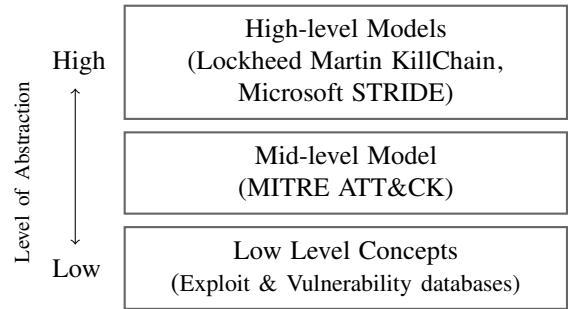 Level of Abstraction
High
Low
High-level Models
(Lockheed Martin KillChain,
Microsoft STRIDE)
Mid-level Model
(MITRE ATT&CK)
Low Level Concepts
(Exploit & Vulnerability databases)